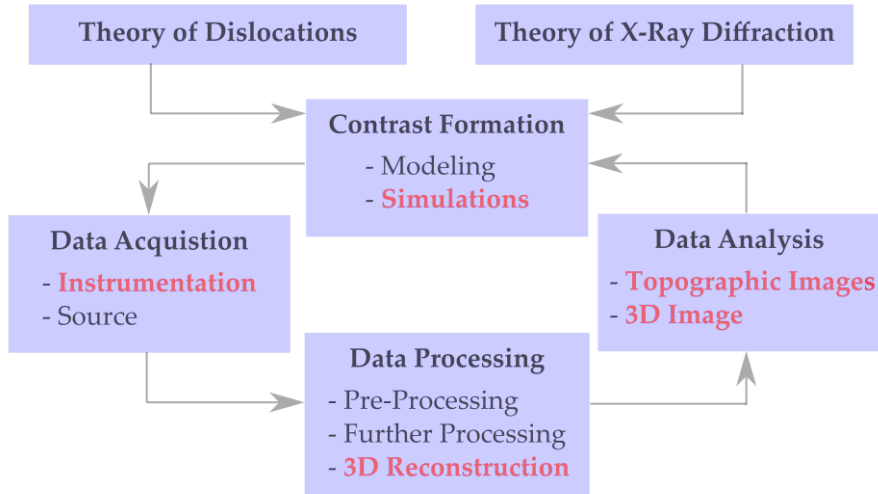 Theory of Dislocations
Theory of X-Ray Diffraction
Contrast Formation
- Modeling
- Simulations
Data Acquistion
- Instrumentation
- Source
Data Analysis
- Topographic Images
- 3D Image
Data Processing
- Pre-Processing
- Further Processing
- 3D Reconstruction